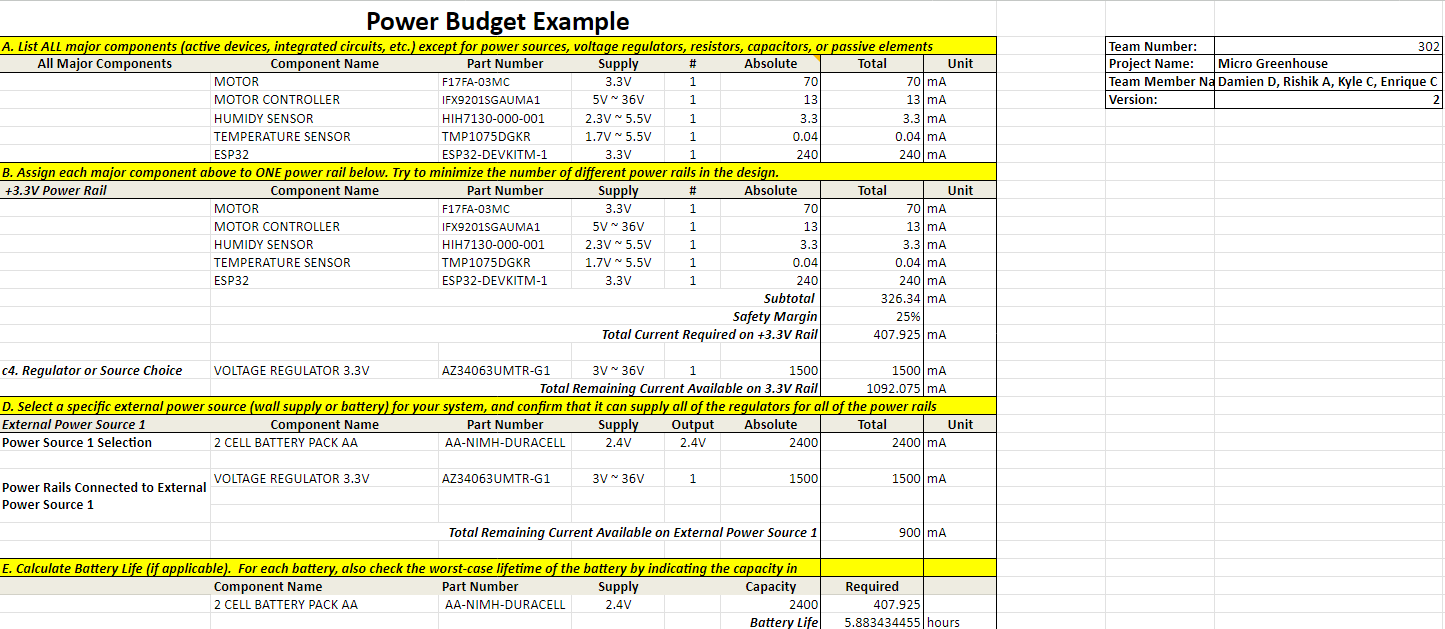 Power Budget Example
A. List ALL major components (active devices, integrated circuits, etc.) except for power sources, voltage regulators, resistors, capacitors, or passive elements
Team Number: 302
All Major Components Component Name Part Number Supply # Absolute Total Unit
Project Name: Micro Greenhouse
MOTOR F17FA-03MC 3.3V 1 70 70 mA
Team Member Na Damien D, Rishik A, Kyle C, Enrique C
MOTOR CONTROLLER IFX9201SGAUMA1 5V ~ 36V 1 13 13 mA
Version: 2
HUMIDY SENSOR HIH7130-000-001 2.3V ~ 5.5V 1 3.3 3.3 mA
TEMPERATURE SENSOR TMP1075DGKR 1.7V ~ 5.5V 1 0.04 0.04 mA
ESP32 ESP32-DEVKITM-1 3.3V 1 240 240 mA
B. Assign each major component above to ONE power rail below. Try to minimize the number of different power rails in the design.
+3.3V Power Rail Component Name Part Number Supply # Absolute Total Unit
MOTOR F17FA-03MC 3.3V 1 70 70 mA
MOTOR CONTROLLER IFX9201SGAUMA1 5V ~ 36V 1 13 13 mA
HUMIDY SENSOR HIH7130-000-001 2.3V ~ 5.5V 1 3.3 3.3 mA
TEMPERATURE SENSOR TMP1075DGKR 1.7V ~ 5.5V 1 0.04 0.04 mA
ESP32 ESP32-DEVKITM-1 3.3V 1 240 240 mA
Subtotal 326.34 mA
Safety Margin 25%
Total Current Required on +3.3V Rail 407.925 mA
c4. Regulator or Source Choice VOLTAGE REGULATOR 3.3V AZ34063UMTR-G1 3V ~ 36V 1 1500 1500 mA
Total Remaining Current Available on 3.3V Rail 1092.075 mA
D. Select a specific external power source (wall supply or battery) for your system, and confirm that it can supply all of the regulators for all of the power rails
External Power Source 1 Component Name Part Number Supply Output Absolute Total Unit
Power Source 1 Selection 2 CELL BATTERY PACK AA AA-NIMH-DURACELL 2.4V 2.4V 2400 2400 mA
VOLTAGE REGULATOR 3.3V AZ34063UMTR-G1 3V ~ 36V 1 1500 1500 mA
Power Rails Connected to External
Power Source 1
Total Remaining Current Available on External Power Source 1 900 mA
E. Calculate Battery Life (if applicable). For each battery, also check the worst-case lifetime of the battery by indicating the capacity in
Component Name Part Number Supply Capacity Required
2 CELL BATTERY PACK AA AA-NIMH-DURACELL 2.4V 2400 407.925
Battery Life 5.883434455 hours